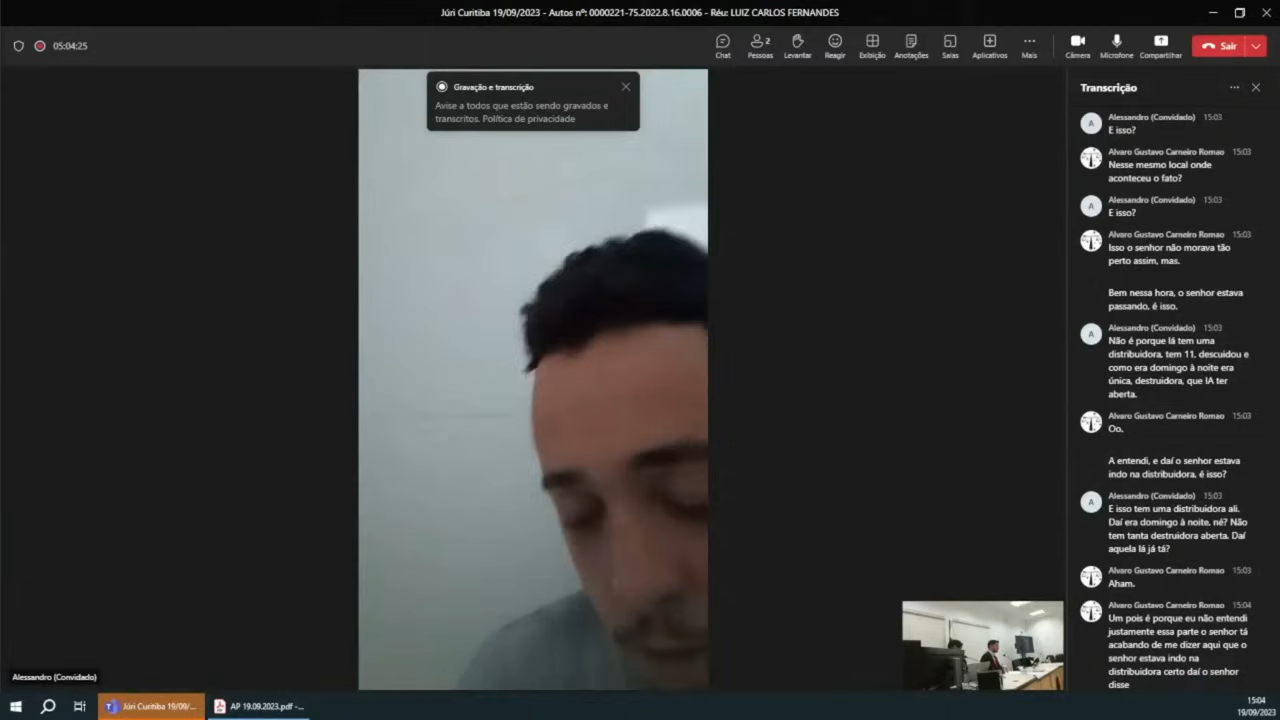 Júri Curitiba 19/09/2023 - Autos nº: 0000221-75.2022.8.16.0006 - Réu: LUIZ CARLOS FERNANDES
05:04:25
Chat
Pessoas 2
Levantar
Reagir
Exibição
Anotações
Salas
Aplicativos
Mais
Câmera
Microfone
Compartilhar
Sair
Gravação e transcrição
Avise a todos que estão sendo gravados e
transcritos. Política de privacidade
Transcrição
A
Alessandro (Convidado) 15:03
E isso?
Alvaro Gustavo Carneiro Romao 15:03
Nesse mesmo local onde
aconteceu o fato?
A
Alessandro (Convidado) 15:03
E isso?
Alvaro Gustavo Carneiro Romao 15:03
Isso o senhor não morava tão
perto assim, mas.
Bem nessa hora, o senhor estava
passando, é isso.
A
Alessandro (Convidado) 15:03
Não é porque lá tem uma
distribuidora, tem 11, descuidou e
como era domingo à noite era
única, destruidora, que IA ter
aberta.
Alvaro Gustavo Carneiro Romao 15:03
Oo.
A entendi, e daí o senhor estava
indo na distribuidora, é isso?
A
Alessandro (Convidado) 15:03
E isso tem uma distribuidora ali.
Daí era domingo à noite, né? Não
tem tanta destruidora aberta. Daí
aquela lá já tá?
Alvaro Gustavo Carneiro Romao 15:03
Aham.
Alvaro Gustavo Carneiro Romao 15:04
Um pois é porque eu não entendi
justamente essa parte o senhor tá
acabando de me dizer aqui que o
senhor estava indo na
distribuidora certo daí o senhor
disse
Alessandro (Convidado)
Júri Curitiba 19/09/...
AP 19.09.2023.pdf -...
15:04
19/09/2023